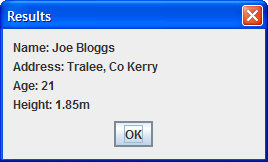 Results
Name: Joe Bloggs
Address: Tralee, Co Kerry
Age: 21
Height: 1.85m
OK